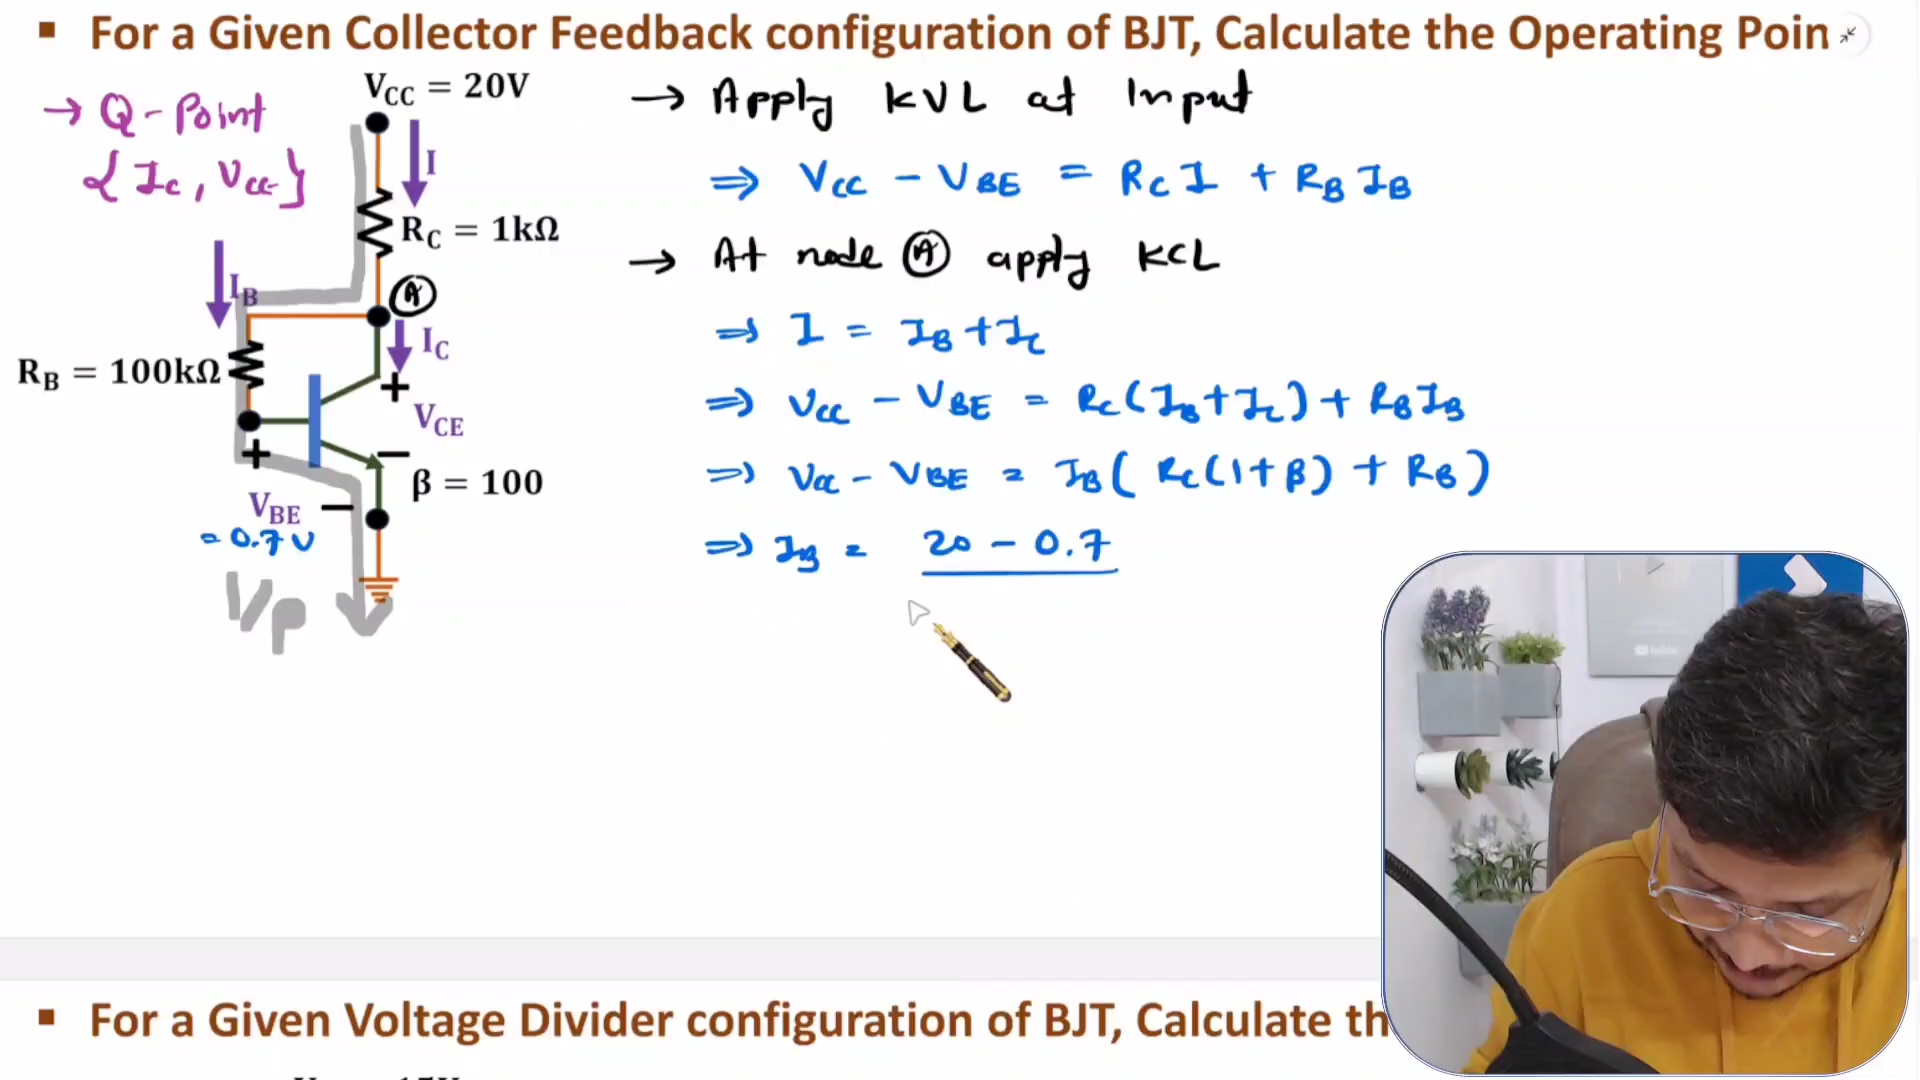 ▪ For a Given Collector Feedback configuration of BJT, Calculate the Operating Poin
→ Q-Point
{ IC, VCC }
VCC = 20V
I
RC = 1kΩ
IB
A
IC
RB = 100kΩ
+
VCE
+
−
β = 100
VBE −
= 0.7V
I/p
→ Apply KVL at Input
⇒ VCC − VBE = RC I + RB IB
→ At node A apply KCL
⇒ I = IB + IC
⇒ VCC − VBE = RC(IB+IC) + RB IB
⇒ VCC − VBE = IB( RC(1+β) + RB )
⇒ IB = 20 − 0.7
▪ For a Given Voltage Divider configuration of BJT, Calculate th